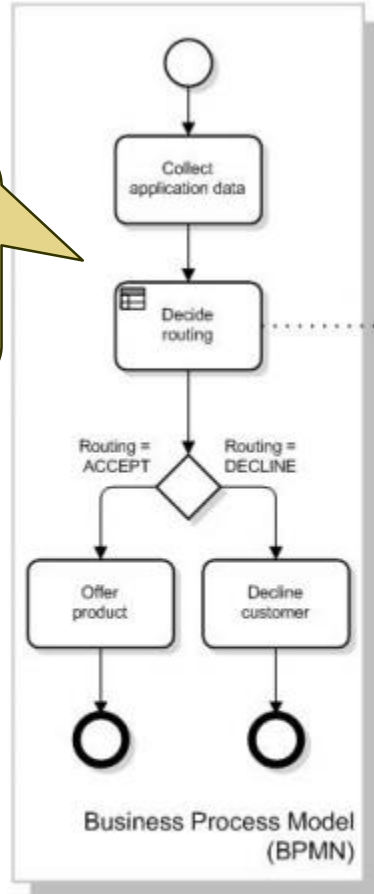 Collect
application data
Decide
routing
Routing =
ACCEPT
Routing =
DECLINE
Offer
product
Decline
customer
Business Process Model
(BPMN)